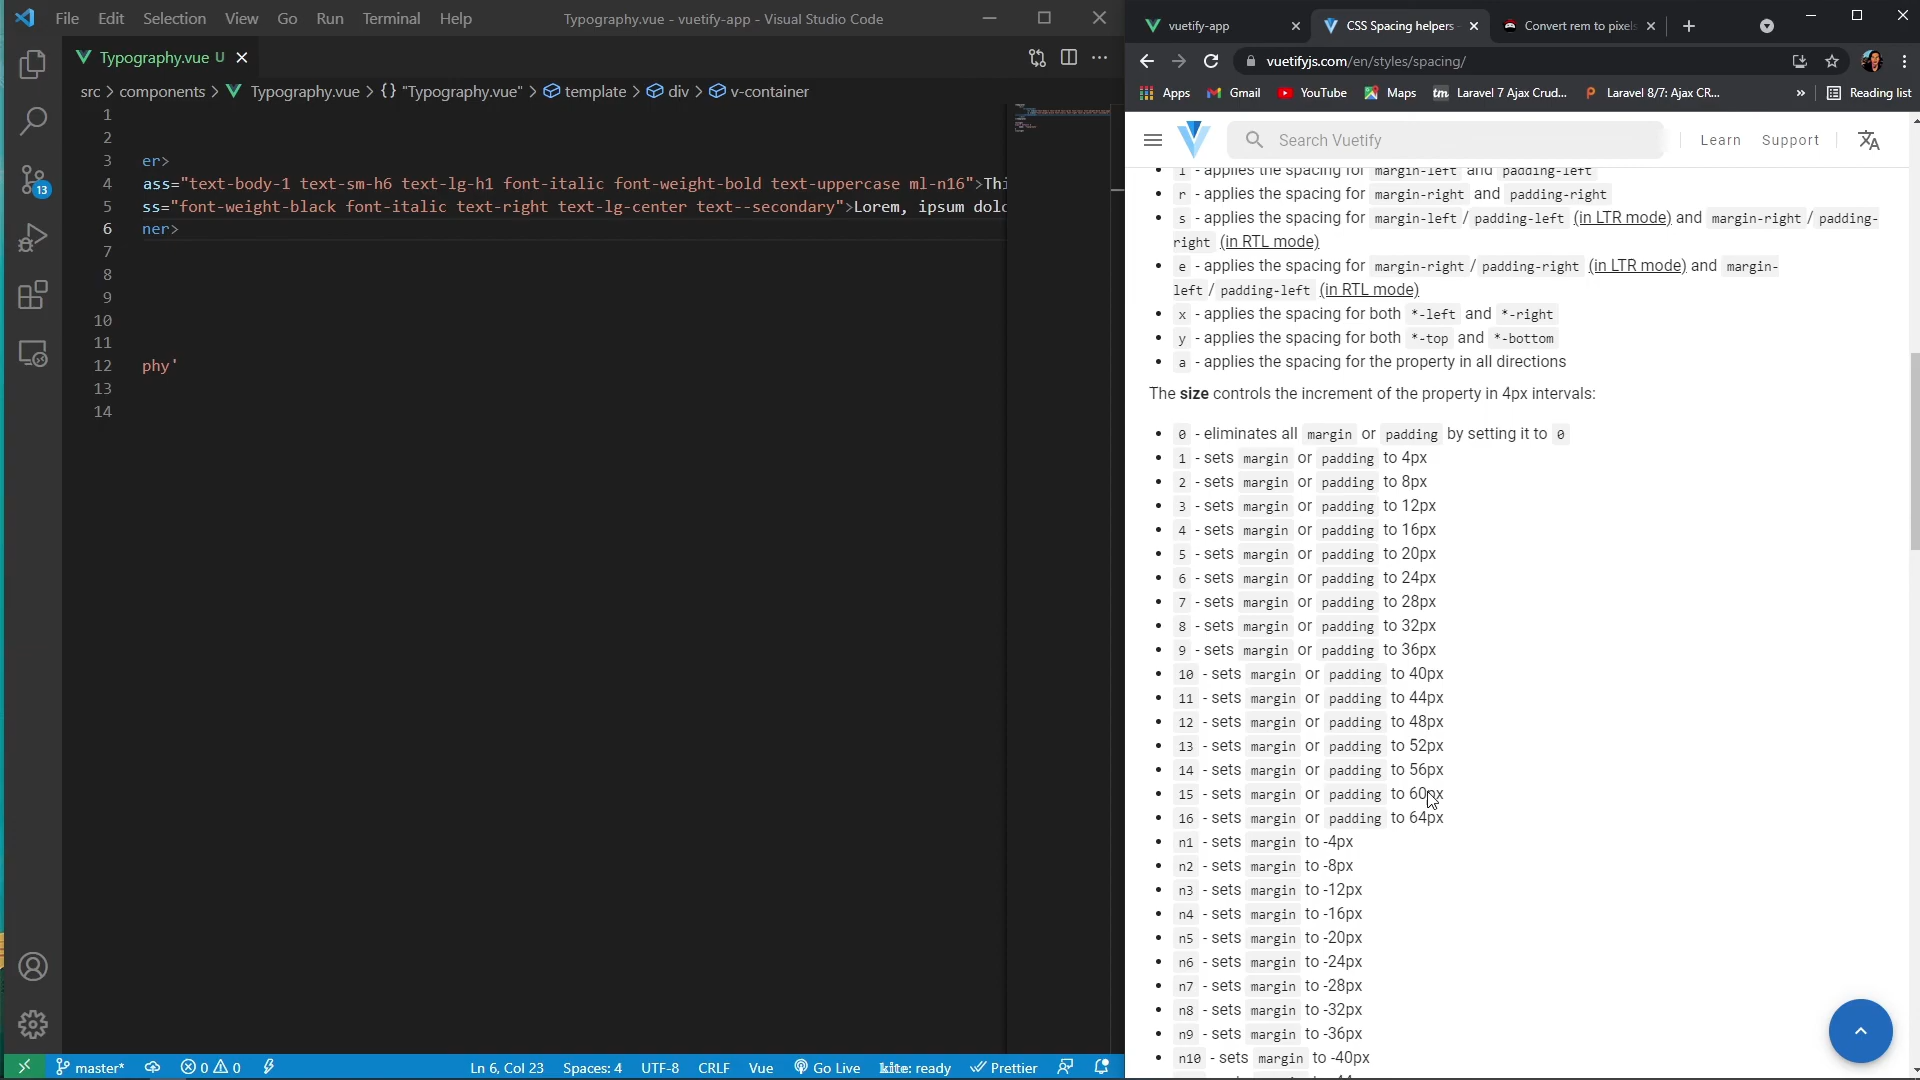 File Edit Selection View Go Run Terminal Help
Typography.vue - vuetify-app - Visual Studio Code
Typography.vue U
src > components > Typography.vue > {} "Typography.vue" > template > div > v-container
1
2
3 er>
4 ass="text-body-1 text-sm-h6 text-lg-h1 font-italic font-weight-bold text-uppercase ml-n16">Thi
5 ss="font-weight-black font-italic text-right text-lg-center text--secondary">Lorem, ipsum dolo
6 ner>
7
8
9
10
11
12 phy'
13
14
13
master* 0 0 Ln 6, Col 23 Spaces: 4 UTF-8 CRLF Vue Go Live kite: ready Prettier
vuetify-app
CSS Spacing helpers
Convert rem to pixels
vuetifyjs.com/en/styles/spacing/
Apps Gmail YouTube Maps tm Laravel 7 Ajax Crud... Laravel 8/7: Ajax CR... » Reading list
Search Vuetify Learn Support
l - applies the spacing for margin-left and padding-left
r - applies the spacing for margin-right and padding-right
s - applies the spacing for margin-left / padding-left (in LTR mode) and margin-right / padding-
right (in RTL mode)
e - applies the spacing for margin-right / padding-right (in LTR mode) and margin-
left / padding-left (in RTL mode)
x - applies the spacing for both *-left and *-right
y - applies the spacing for both *-top and *-bottom
a - applies the spacing for the property in all directions
The size controls the increment of the property in 4px intervals:
0 - eliminates all margin or padding by setting it to 0
1 - sets margin or padding to 4px
2 - sets margin or padding to 8px
3 - sets margin or padding to 12px
4 - sets margin or padding to 16px
5 - sets margin or padding to 20px
6 - sets margin or padding to 24px
7 - sets margin or padding to 28px
8 - sets margin or padding to 32px
9 - sets margin or padding to 36px
10 - sets margin or padding to 40px
11 - sets margin or padding to 44px
12 - sets margin or padding to 48px
13 - sets margin or padding to 52px
14 - sets margin or padding to 56px
15 - sets margin or padding to 60px
16 - sets margin or padding to 64px
n1 - sets margin to -4px
n2 - sets margin to -8px
n3 - sets margin to -12px
n4 - sets margin to -16px
n5 - sets margin to -20px
n6 - sets margin to -24px
n7 - sets margin to -28px
n8 - sets margin to -32px
n9 - sets margin to -36px
n10 - sets margin to -40px